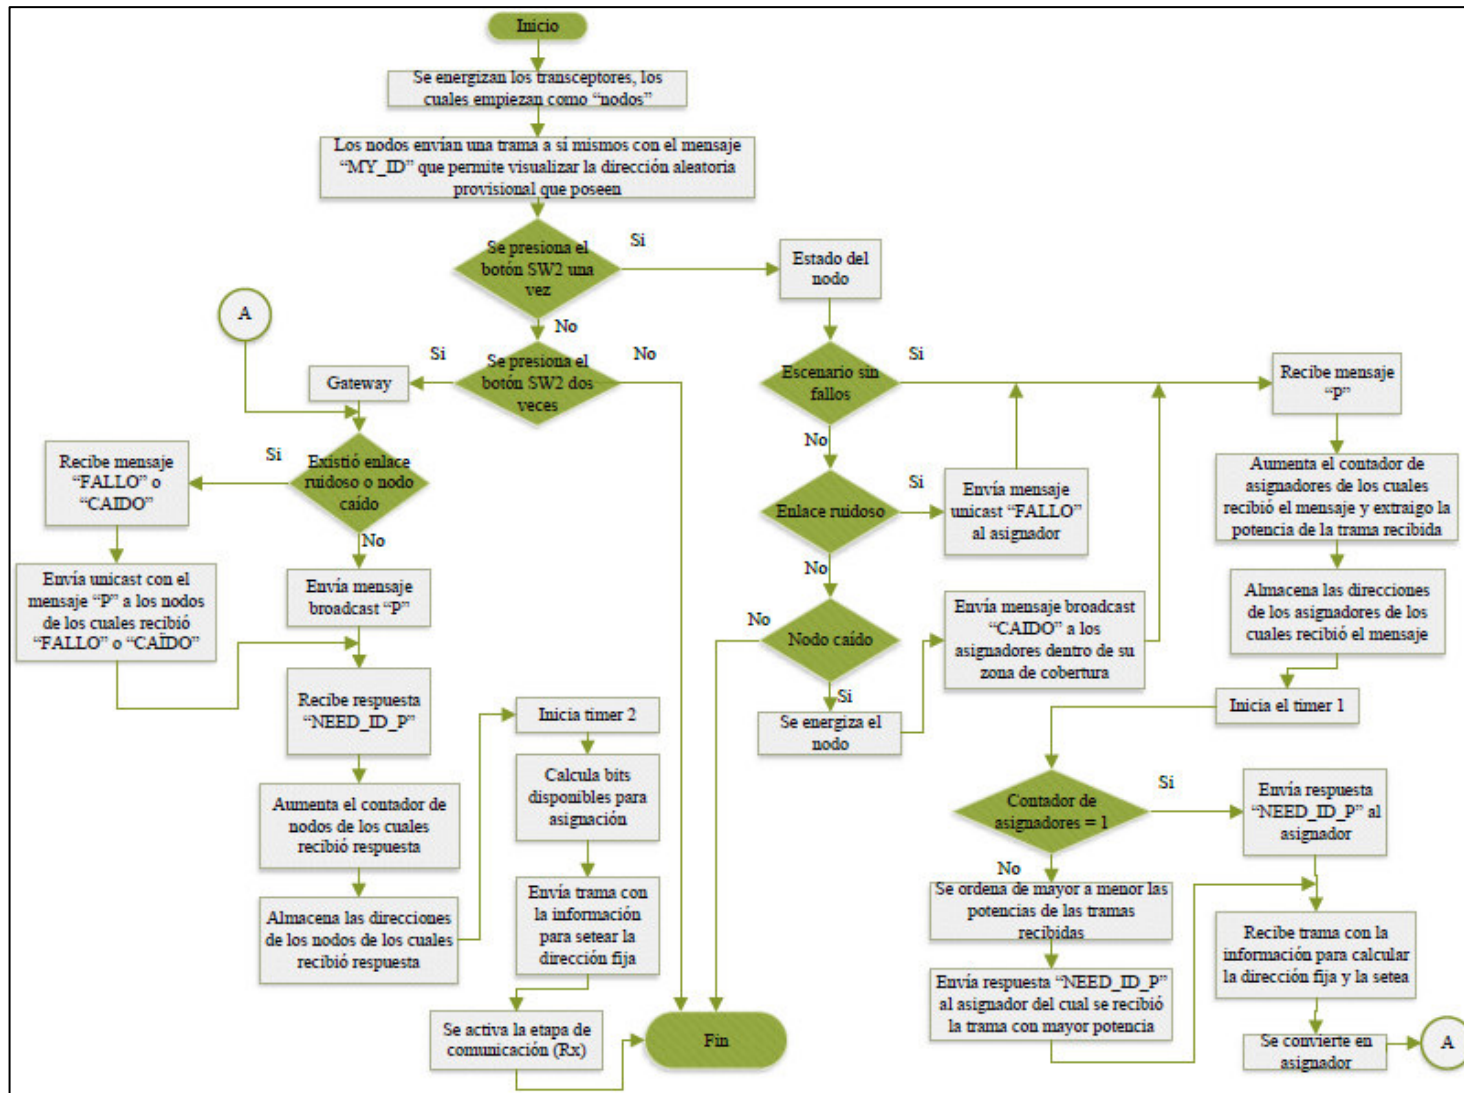 Inicio
Se energizan los transceptores, los
cuales empiezan como “nodos”
Los nodos envían una trama a sí mismos con el mensaje
“MY_ID” que permite visualizar la dirección aleatoria
provisional que poseen
Se presiona el
botón SW2 una
vez
Si
No
Estado del
nodo
A
Se presiona el
botón SW2 dos
veces
Si
No
Gateway
Existió enlace
ruidoso o nodo
caído
Si
No
Recibe mensaje
“FALLO” o
“CAIDO”
Envía unicast con el
mensaje “P” a los nodos
de los cuales recibió
“FALLO” o “CAÏDO”
Envía mensaje
broadcast “P”
Recibe respuesta
“NEED_ID_P”
Aumenta el contador de
nodos de los cuales
recibió respuesta
Almacena las direcciones
de los nodos de los cuales
recibió respuesta
Inicia timer 2
Calcula bits
disponibles para
asignación
Envía trama con
la información
para setear la
dirección fija
Se activa la etapa de
comunicación (Rx)
Fin
Escenario sin
fallos
Si
No
Enlace ruidoso
Si
No
Envía mensaje
unicast “FALLO”
al asignador
Nodo caído
No
Si
Se energiza el
nodo
Envía mensaje broadcast
“CAIDO” a los
asignadores dentro de su
zona de cobertura
Recibe mensaje
“P”
Aumenta el contador de
asignadores de los cuales
recibió el mensaje y extraigo la
potencia de la trama recibida
Almacena las direcciones
de los asignadores de los
cuales recibió el mensaje
Inicia el timer 1
Contador de
asignadores = 1
Si
No
Envía respuesta
“NEED_ID_P” al
asignador
Se ordena de mayor a menor las
potencias de las tramas
recibidas
Envía respuesta “NEED_ID_P”
al asignador del cual se recibió
la trama con mayor potencia
Recibe trama con la
información para calcular
la dirección fija y la setea
Se convierte en
asignador
A